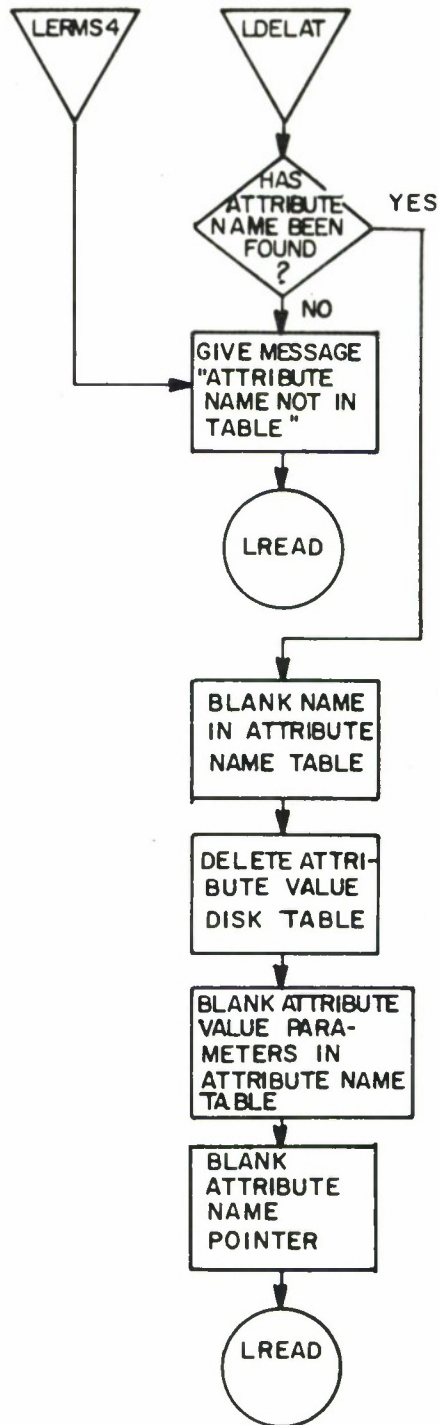 LERMS4
LDELAT
HAS
ATTRIBUTE
NAME BEEN
FOUND
?
YES
NO
GIVE MESSAGE
"ATTRIBUTE
NAME NOT IN
TABLE"
LREAD
BLANK NAME
IN ATTRIBUTE
NAME TABLE
DELETE ATTRI-
BUTE VALUE
DISK TABLE
BLANK ATTRIBUTE
VALUE PARA-
METERS IN
ATTRIBUTE NAME
TABLE
BLANK
ATTRIBUTE
NAME
POINTER
LREAD